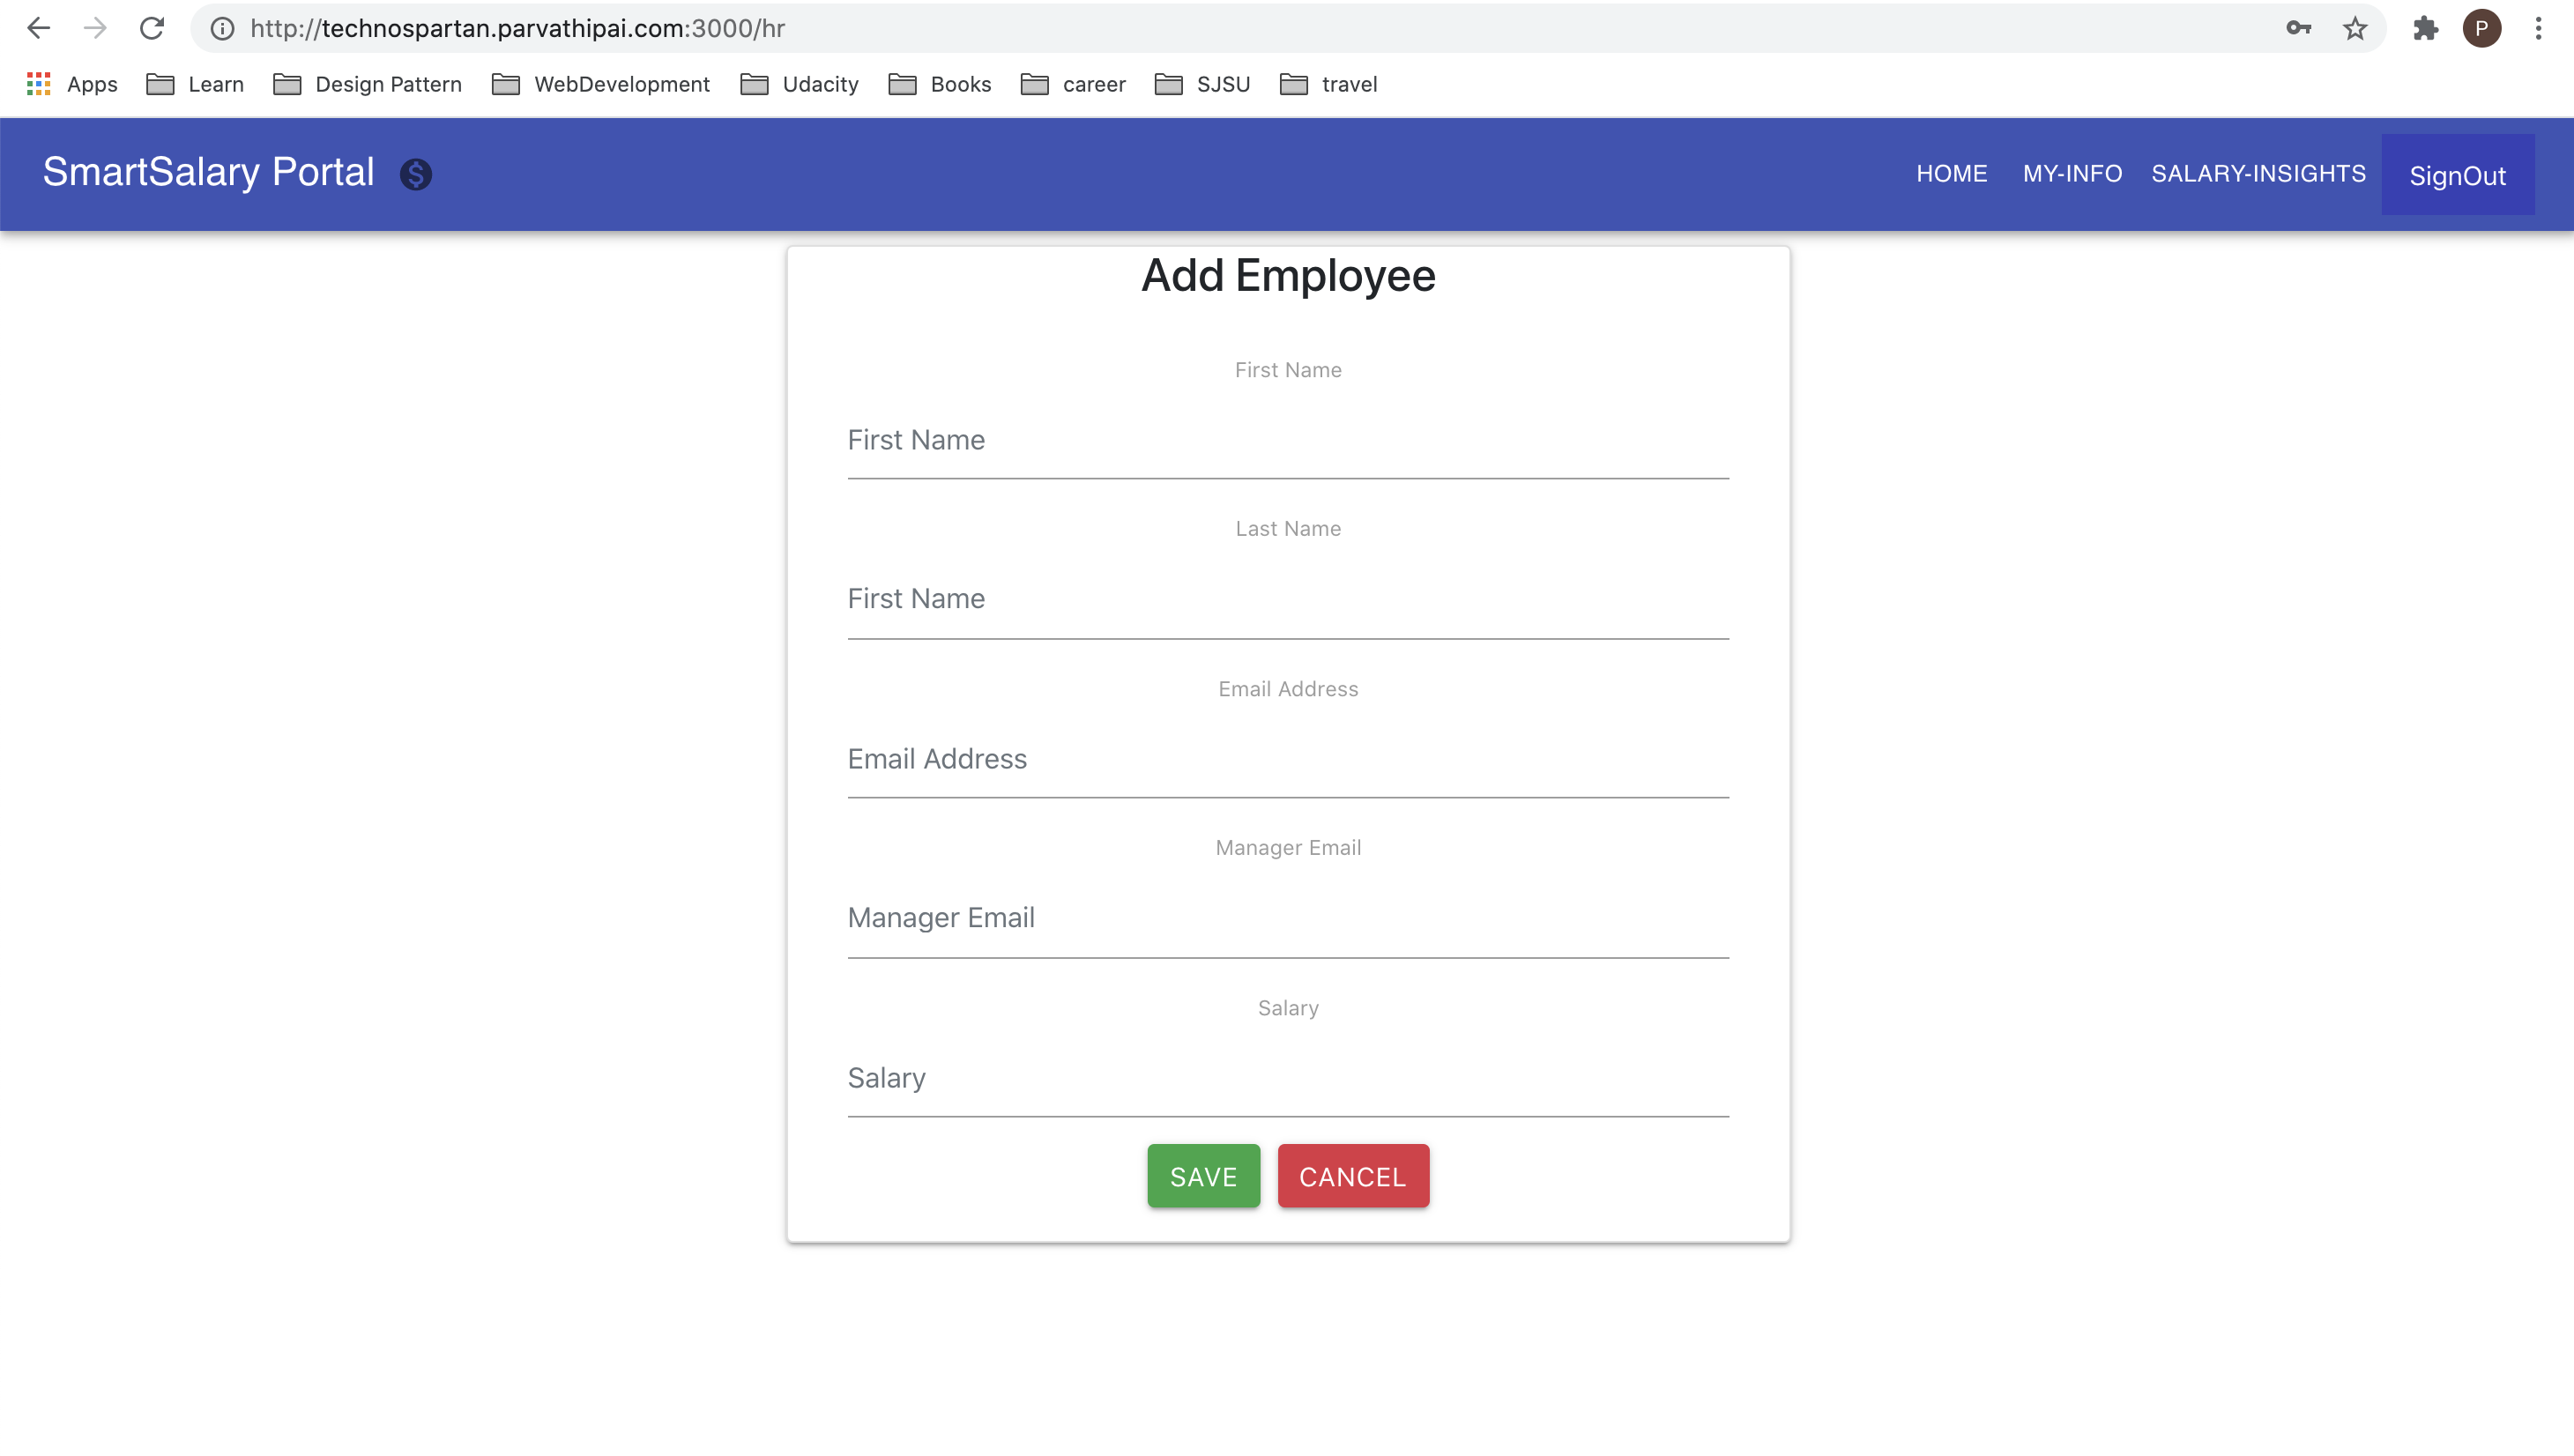 http://technospartan.parvathipai.com:3000/hr
P
Apps Learn Design Pattern WebDevelopment Udacity Books career SJSU travel
SmartSalary Portal $ HOME MY-INFO SALARY-INSIGHTS SignOut
Add Employee
First Name
First Name
Last Name
First Name
Email Address
Email Address
Manager Email
Manager Email
Salary
Salary
SAVE CANCEL